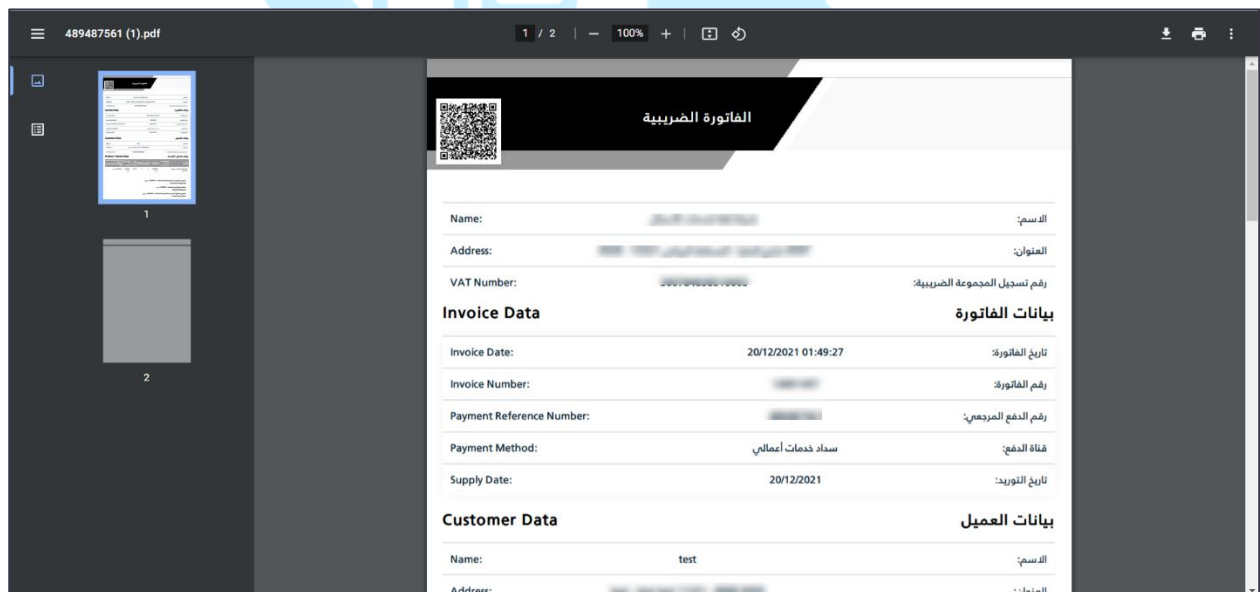 489487561 (1).pdf
1 / 2
100%
الفاتورة الضريبية
Name: الاسم:
Address: العنوان:
VAT Number: رقم تسجيل المجموعة الضريبية:
Invoice Data بيانات الفاتورة
Invoice Date: 20/12/2021 01:49:27 تاريخ الفاتورة:
Invoice Number: رقم الفاتورة:
Payment Reference Number: رقم الدفع المرجعي:
Payment Method: سداد خدمات أعمالي قناة الدفع:
Supply Date: 20/12/2021 تاريخ التوريد:
Customer Data بيانات العميل
Name: test الاسم:
Address: العنوان:
1
2